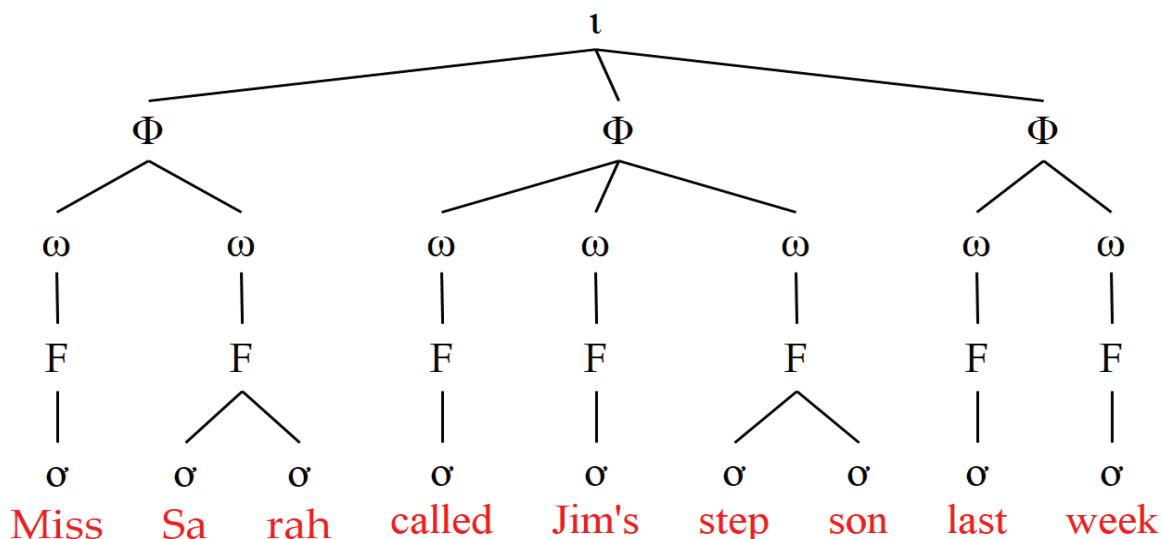 ι
Φ Φ Φ
ω ω ω ω ω ω ω
F F F F F F F
σ σ σ σ σ σ σ σ σ
Miss Sa rah called Jim's step son last week